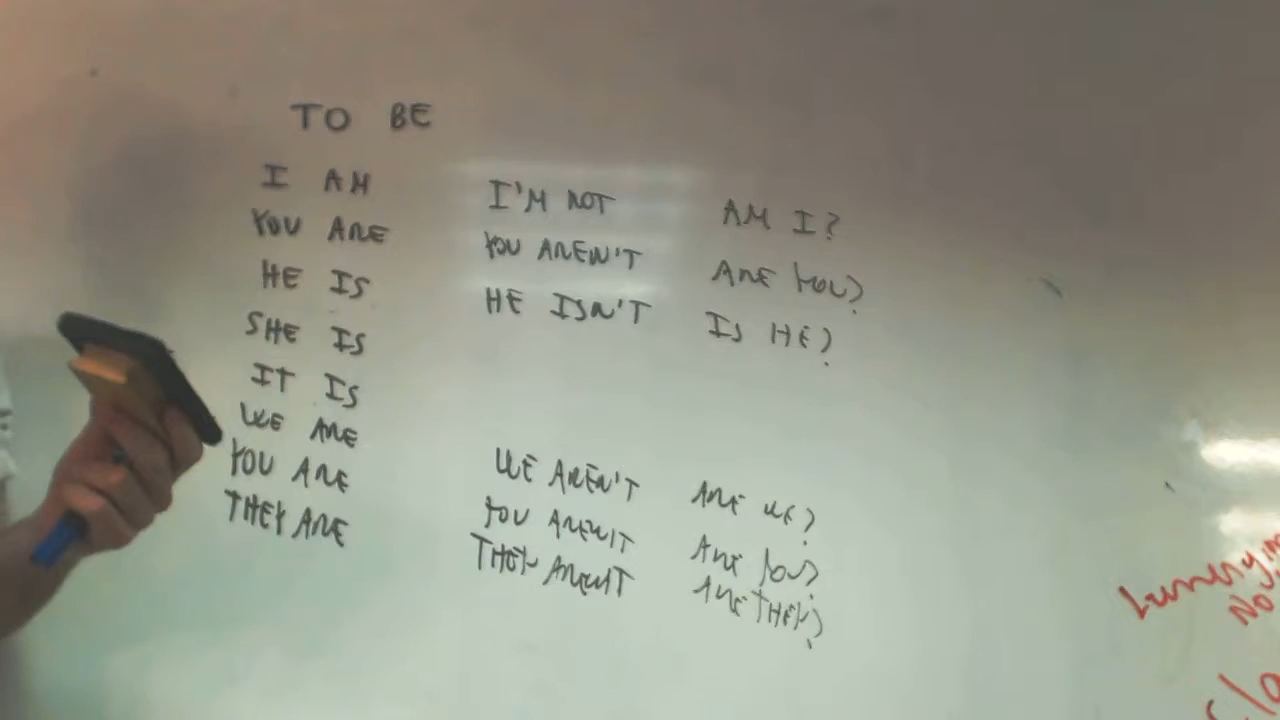 TO BE
I AM I'M NOT AM I?
YOU ARE YOU AREN'T ARE YOU?
HE IS HE ISN'T IS HE?
SHE IS
IT IS
WE ARE WE AREN'T ARE WE?
YOU ARE YOU AREN'T ARE YOU?
THEY ARE THEY AREN'T ARE THEY?
No